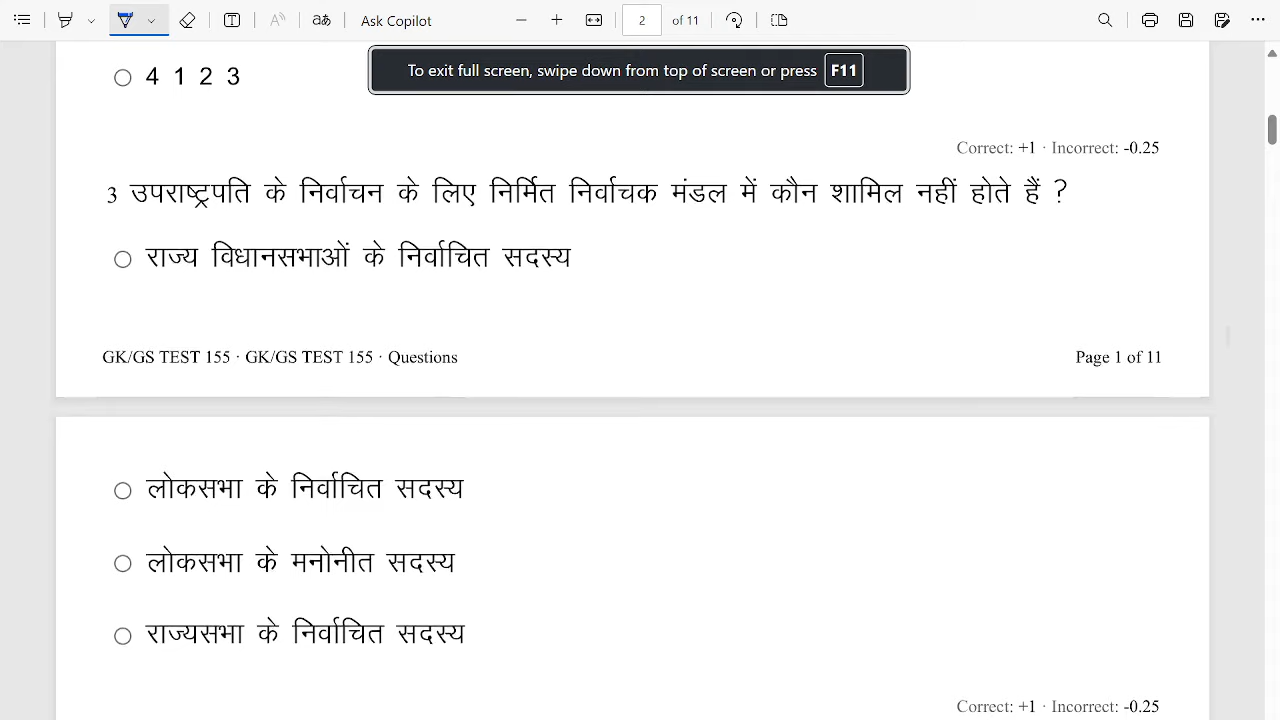 Ask Copilot
2 of 11
To exit full screen, swipe down from top of screen or press F11
4 1 2 3
Correct: +1 · Incorrect: -0.25
3 उपराष्ट्रपति के निर्वाचन के लिए निर्मित निर्वाचक मंडल में कौन शामिल नहीं होते हैं ?
राज्य विधानसभाओं के निर्वाचित सदस्य
GK/GS TEST 155 · GK/GS TEST 155 · Questions
Page 1 of 11
लोकसभा के निर्वाचित सदस्य
लोकसभा के मनोनीत सदस्य
राज्यसभा के निर्वाचित सदस्य
Correct: +1 · Incorrect: -0.25